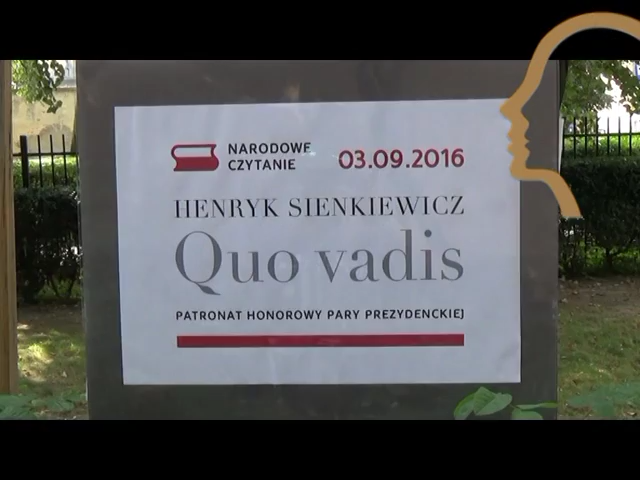 NARODOWE
CZYTANIE
03.09.2016
HENRYK SIENKIEWICZ
Quo vadis
PATRONAT HONOROWY PARY PREZYDENCKIEJ